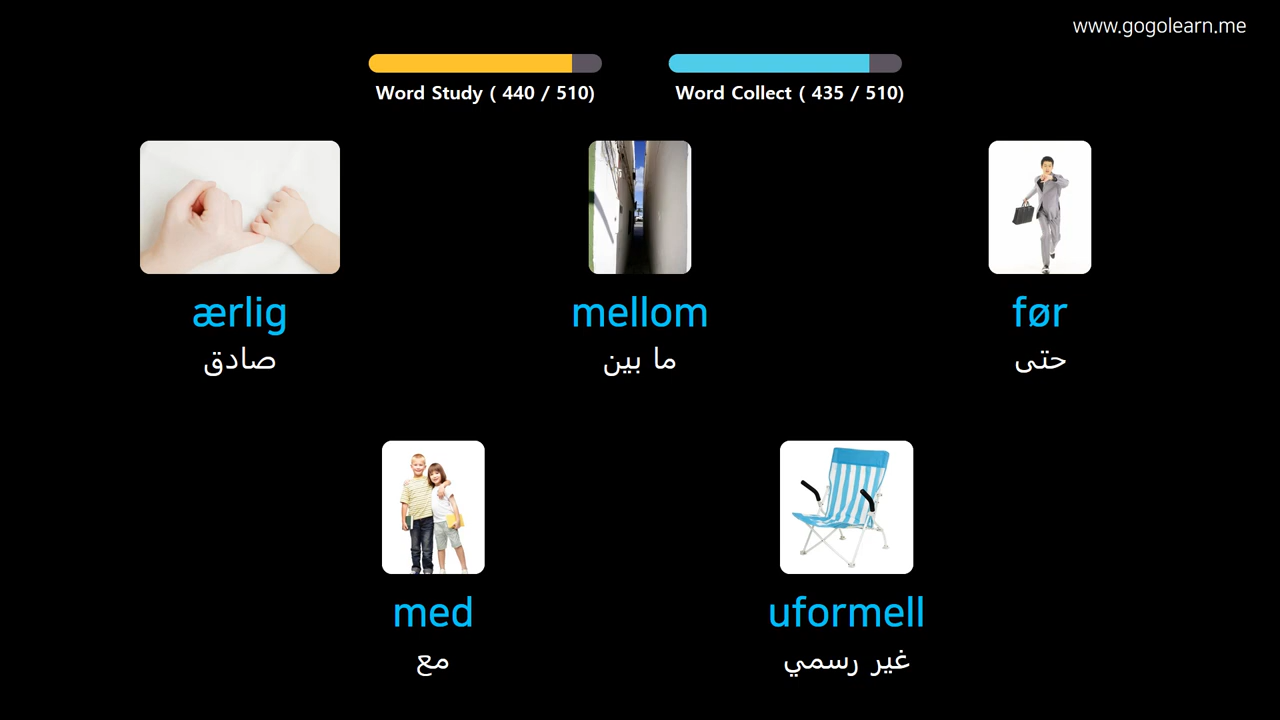 www.gogolearn.me
Word Study ( 440 / 510)
Word Collect ( 435 / 510)
ærlig
صادق
mellom
ما بين
før
حتى
med
مع
uformell
غير رسمي